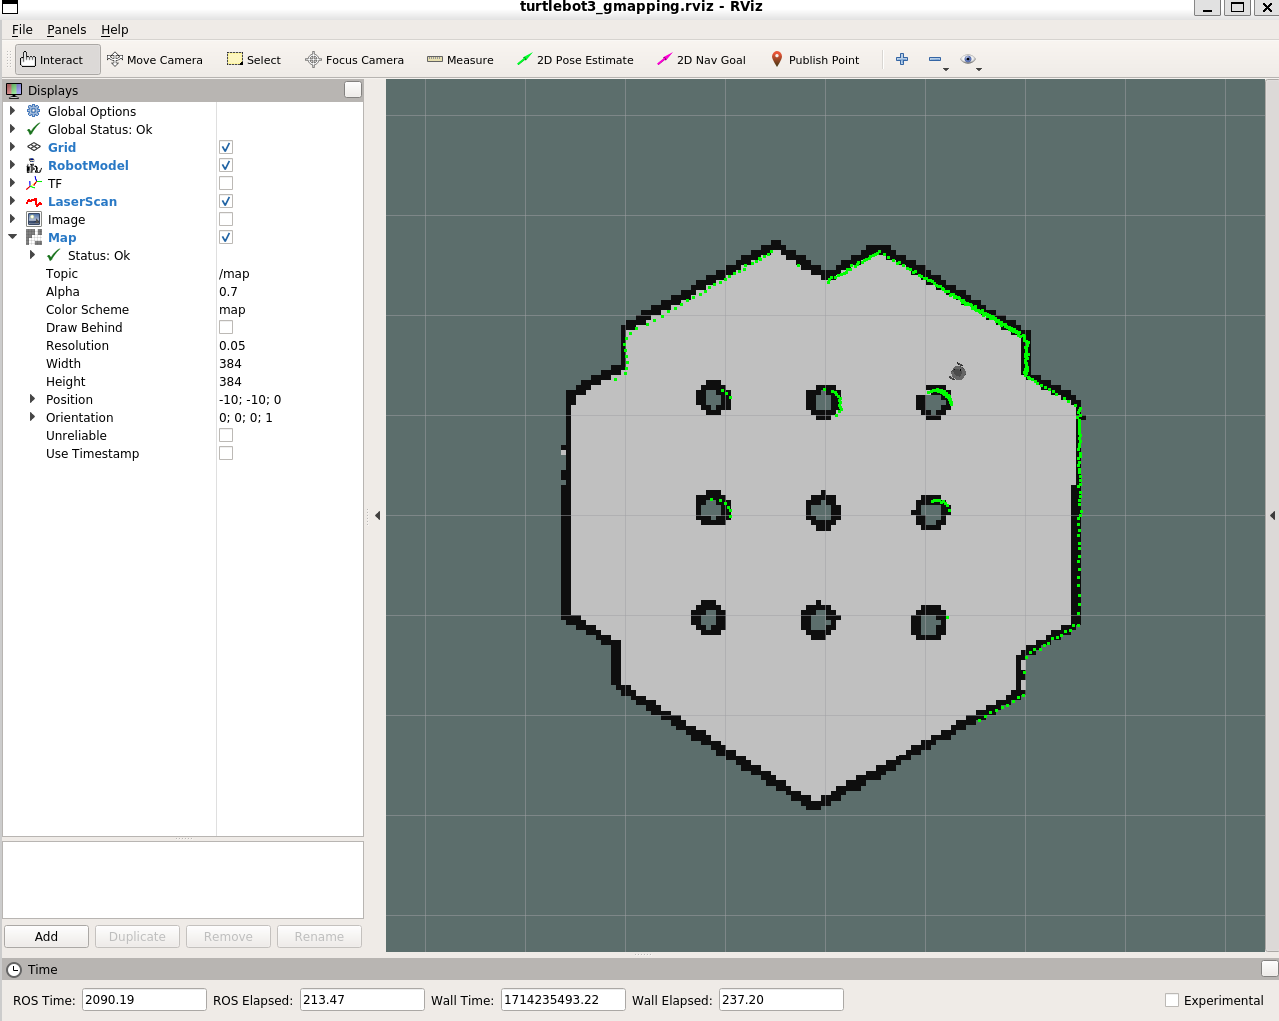 turtlebot3_gmapping.rviz - RViz
File Panels Help
Interact Move Camera Select Focus Camera Measure 2D Pose Estimate 2D Nav Goal Publish Point
Displays
Global Options
Global Status: Ok
Grid
RobotModel
TF
LaserScan
Image
Map
Status: Ok
Topic /map
Alpha 0.7
Color Scheme map
Draw Behind
Resolution 0.05
Width 384
Height 384
Position -10; -10; 0
Orientation 0; 0; 0; 1
Unreliable
Use Timestamp
Add Duplicate Remove Rename
Time
ROS Time: 2090.19 ROS Elapsed: 213.47 Wall Time: 1714235493.22 Wall Elapsed: 237.20 Experimental